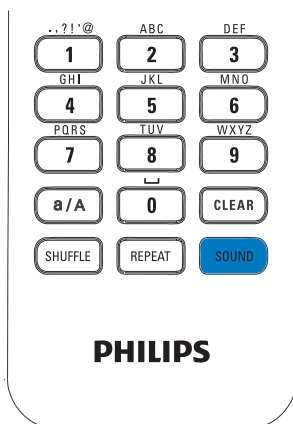 .,?!'@ ABC DEF
1 2 3
GHI JKL MNO
4 5 6
PQRS TUV WXYZ
7 8 9
a/A 0 CLEAR
SHUFFLE REPEAT SOUND
PHILIPS